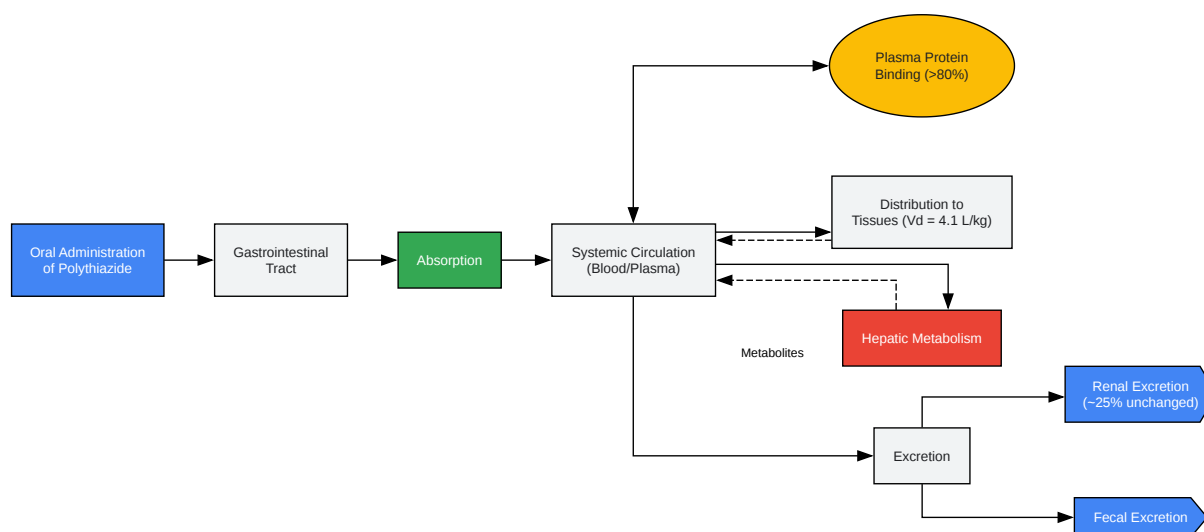 Plasma Protein
Binding (>80%)
Distribution to
Tissues (Vd = 4.1 L/kg)
Oral Administration
of Polythiazide
Gastrointestinal
Tract
Absorption
Systemic Circulation
(Blood/Plasma)
Hepatic Metabolism
Metabolites
Renal Excretion
(~25% unchanged)
Excretion
Fecal Excretion